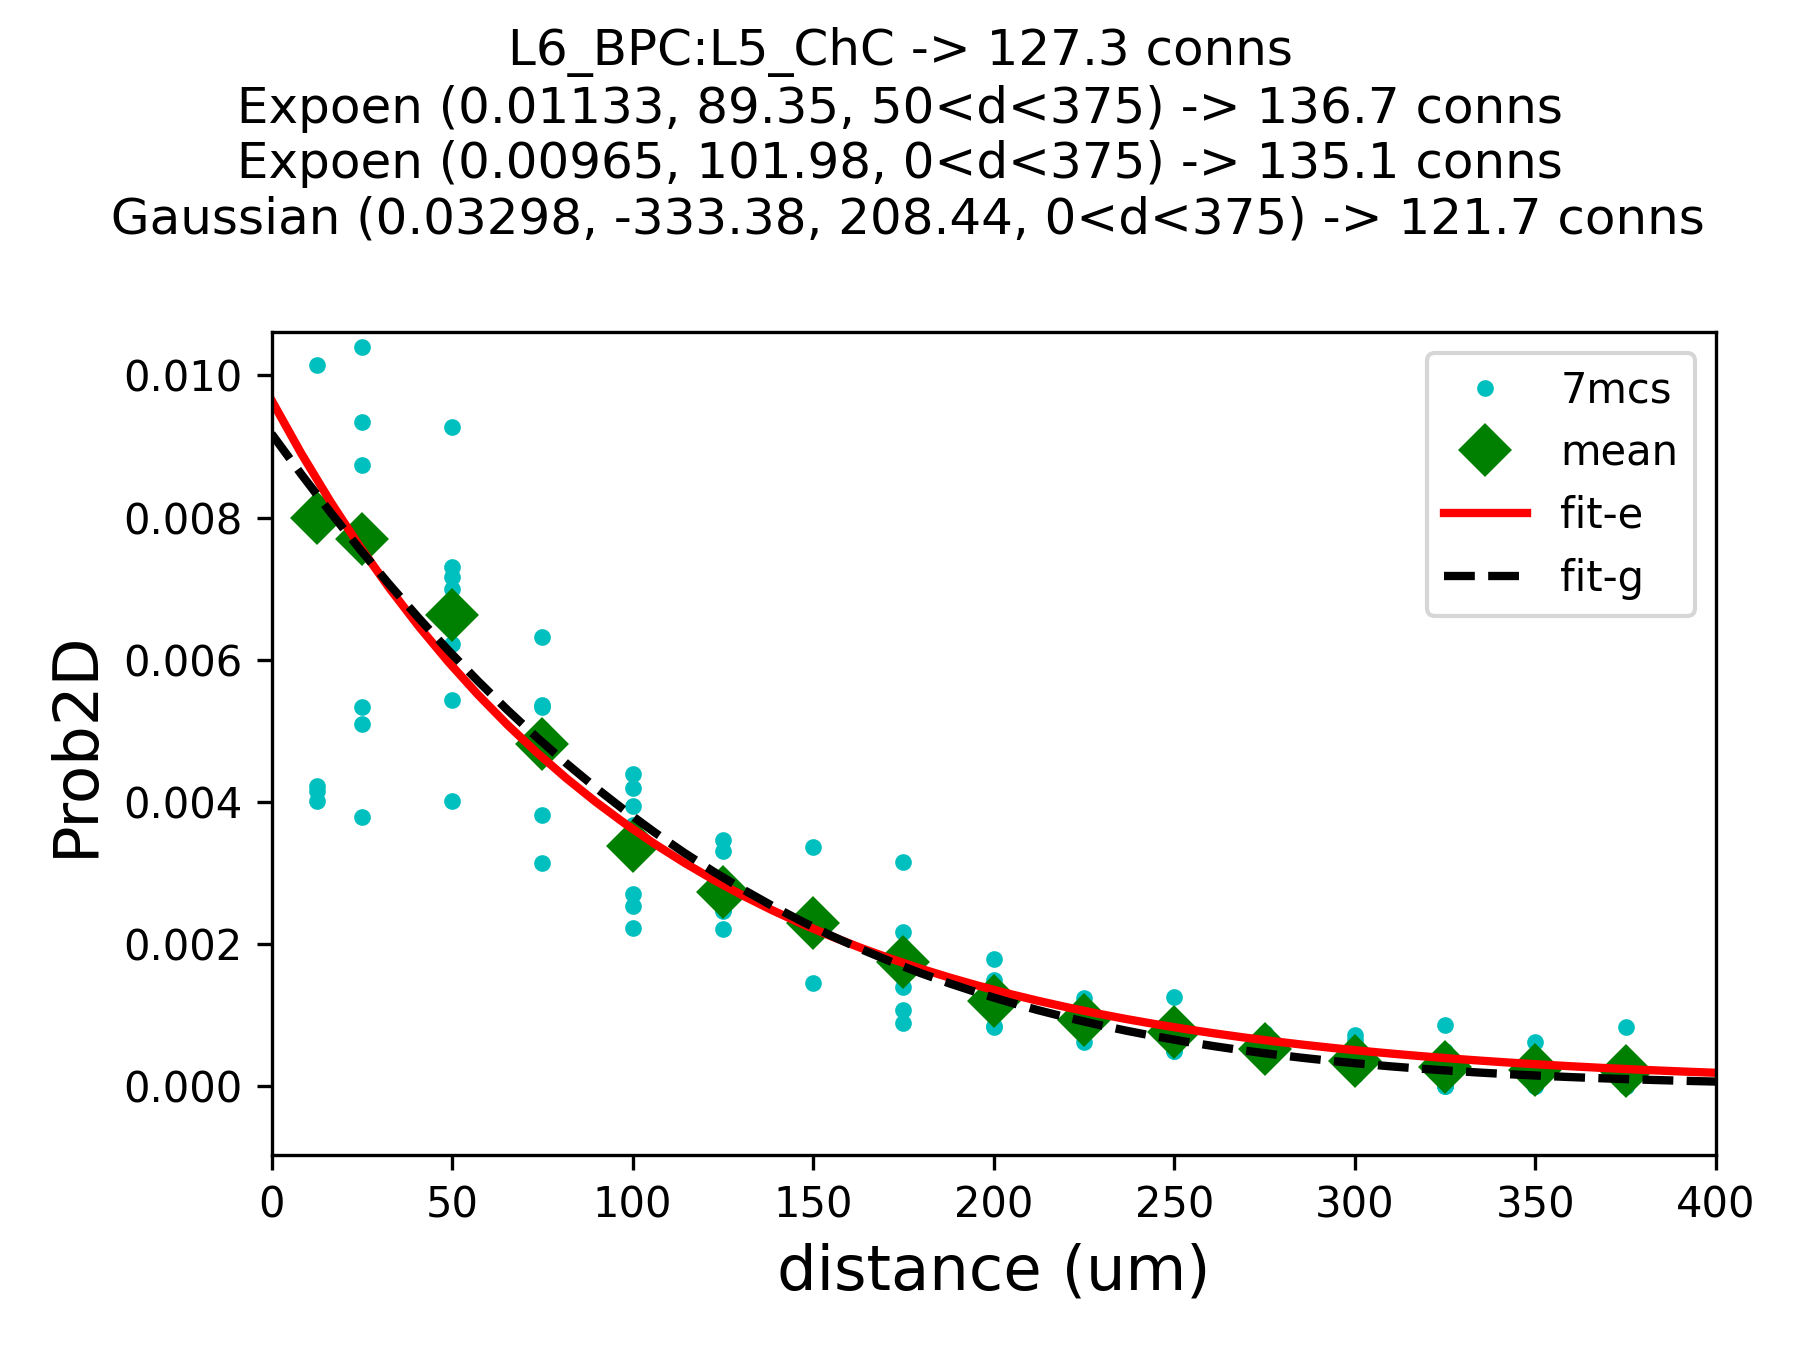 L6_BPC:L5_ChC -> 127.3 conns
Expoen (0.01133, 89.35, 50<d<375) -> 136.7 conns
Expoen (0.00965, 101.98, 0<d<375) -> 135.1 conns
Gaussian (0.03298, -333.38, 208.44, 0<d<375) -> 121.7 conns
7mcs
mean
fit-e
fit-g
0.010
0.008
0.006
0.004
0.002
0.000
Prob2D
0 50 100 150 200 250 300 350 400
distance (um)